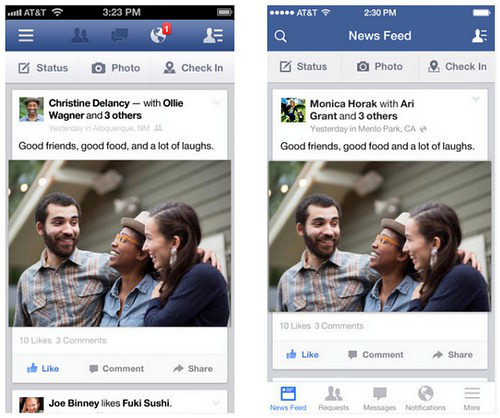 AT&T 3:23 PM
1
Status Photo Check In
Christine Delancy — with Ollie
Wagner and 3 others
Yesterday in Albuquerque, NM
Good friends, good food, and a lot of laughs.
10 Likes 3 Comments
Like Comment Share
Joe Binney likes Fuki Sushi.
AT&T 2:30 PM
News Feed
Status Photo Check In
Monica Horak with Ari
Grant and 3 others
Yesterday in Menlo Park, CA
Good friends, good food, and a lot of laughs.
10 Likes 3 Comments
Like Comment Share
News Feed Requests Messages Notifications More